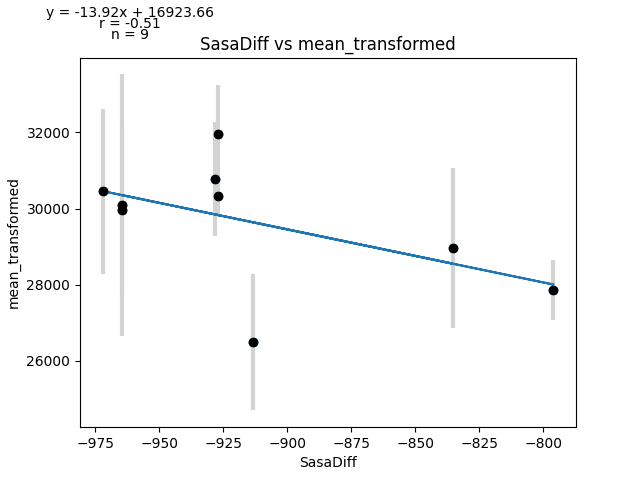 y = -13.92x + 16923.66
r = -0.51
n = 9
SasaDiff vs mean_transformed
mean_transformed
32000
30000
28000
26000
−975
−950
−925
−900
−875
−850
−825
−800
SasaDiff